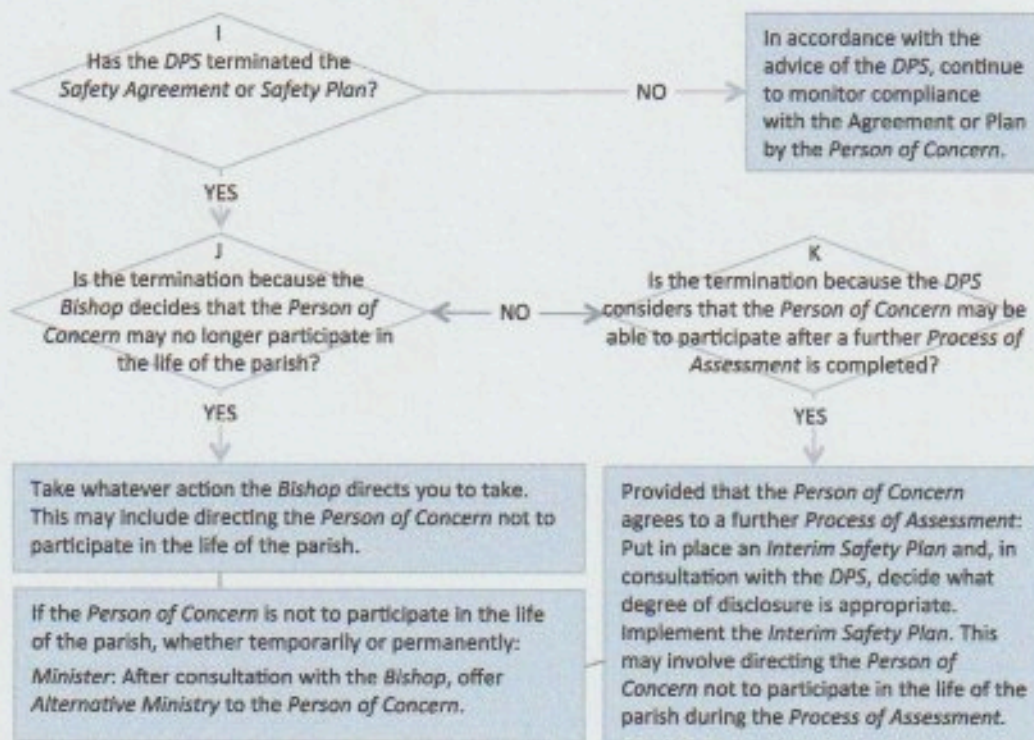 I
Has the DPS terminated the
Safety Agreement or Safety Plan?
NO
In accordance with the
advice of the DPS, continue
to monitor compliance
with the Agreement or Plan
by the Person of Concern.
YES
J
Is the termination because the
Bishop decides that the Person of
Concern may no longer participate in
the life of the parish?
NO
K
Is the termination because the DPS
considers that the Person of Concern may be
able to participate after a further Process of
Assessment is completed?
YES
YES
Take whatever action the Bishop directs you to take.
This may include directing the Person of Concern not to
participate in the life of the parish.
If the Person of Concern is not to participate in the life
of the parish, whether temporarily or permanently:
Minister: After consultation with the Bishop, offer
Alternative Ministry to the Person of Concern.
Provided that the Person of Concern
agrees to a further Process of Assessment:
Put in place an Interim Safety Plan and, in
consultation with the DPS, decide what
degree of disclosure is appropriate.
Implement the Interim Safety Plan. This
may involve directing the Person of
Concern not to participate in the life of the
parish during the Process of Assessment.